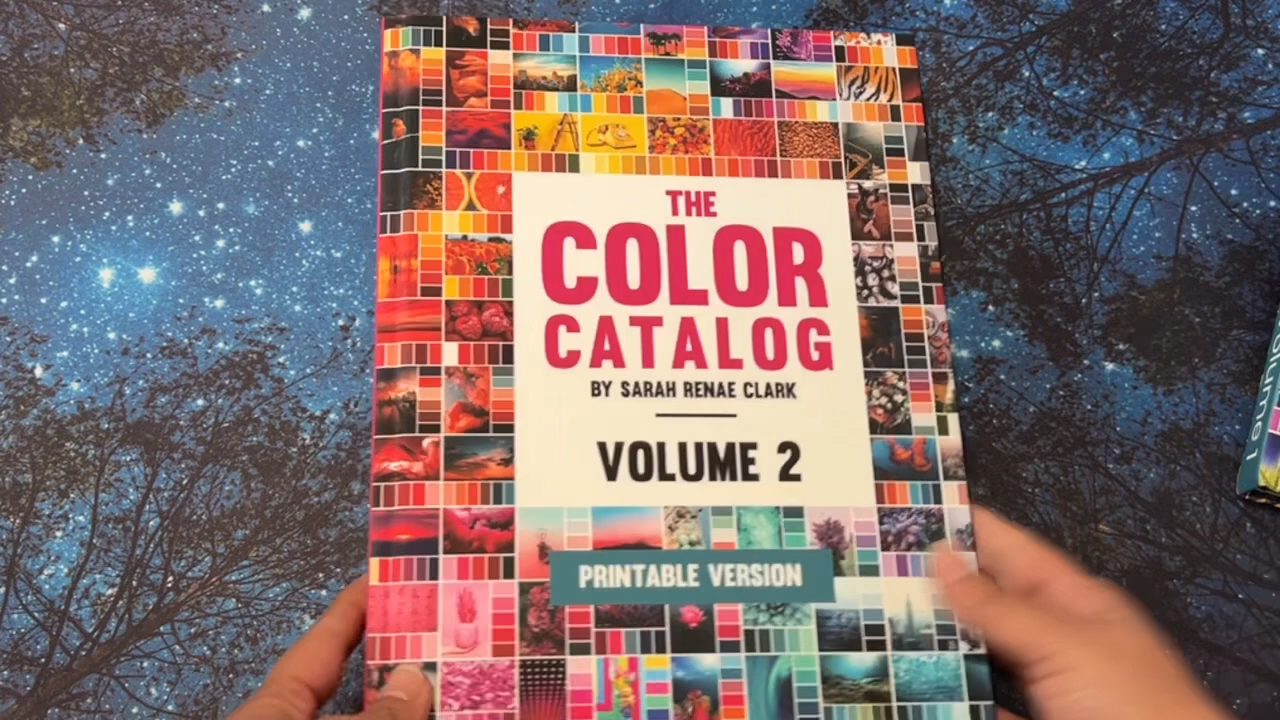 THE
COLOR
CATALOG
BY SARAH RENAE CLARK
VOLUME 2
PRINTABLE VERSION